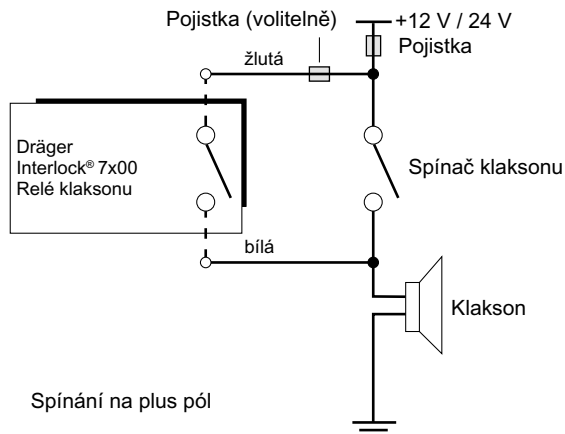 Pojistka (volitelně)
+12 V / 24 V
Pojistka
žlutá
Dräger
Interlock® 7x00
Relé klaksonu
Spínač klaksonu
bílá
Klakson
Spínání na plus pól